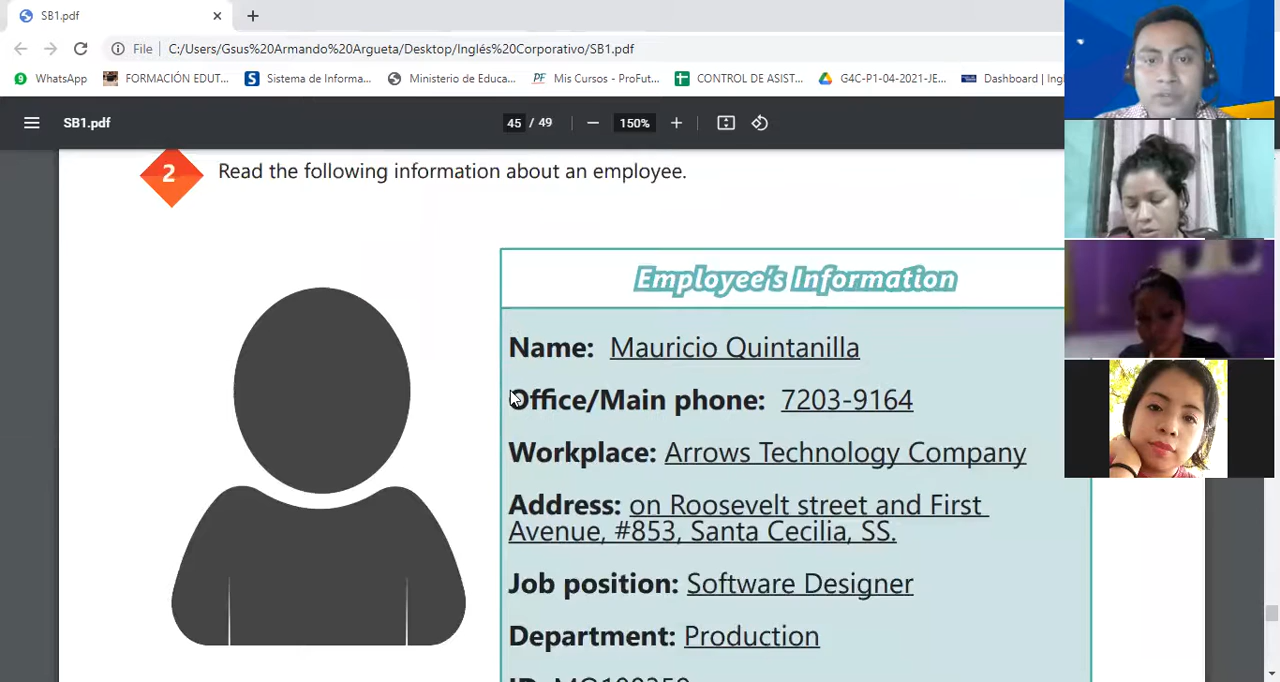 SB1.pdf
File C:/Users/Gsus%20Armando%20Argueta/Desktop/Inglés%20Corporativo/SB1.pdf
WhatsApp FORMACIÓN EDUT... Sistema de Informa... Ministerio de Educa... Mis Cursos - ProFut... CONTROL DE ASIST... G4C-P1-04-2021-JE... Dashboard | Ingl
SB1.pdf 45 / 49 150%
2 Read the following information about an employee.
Employee's Information
Name: Mauricio Quintanilla
Office/Main phone: 7203-9164
Workplace: Arrows Technology Company
Address: on Roosevelt street and First
Avenue, #853, Santa Cecilia, SS.
Job position: Software Designer
Department: Production